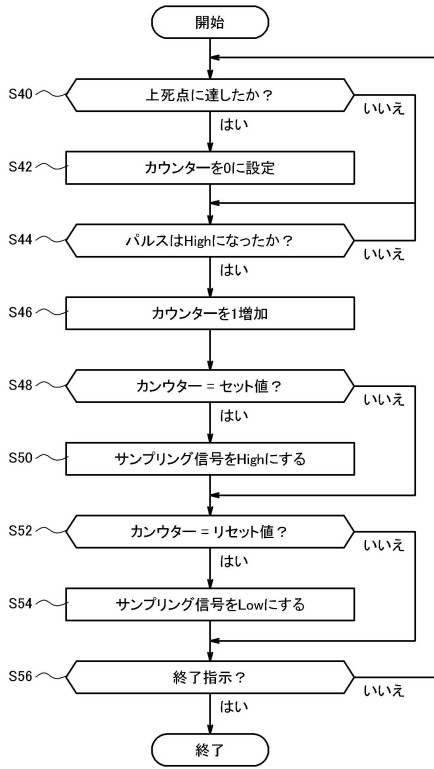 開始
S40
上死点に達したか?
いいえ
はい
S42
カウンターを0に設定
S44
パルスはHighになったか?
いいえ
はい
S46
カウンターを1増加
S48
カンウター = セット値?
いいえ
はい
S50
サンプリング信号をHighにする
S52
カンウター = リセット値?
いいえ
はい
S54
サンプリング信号をLowにする
S56
終了指示?
いいえ
はい
終了